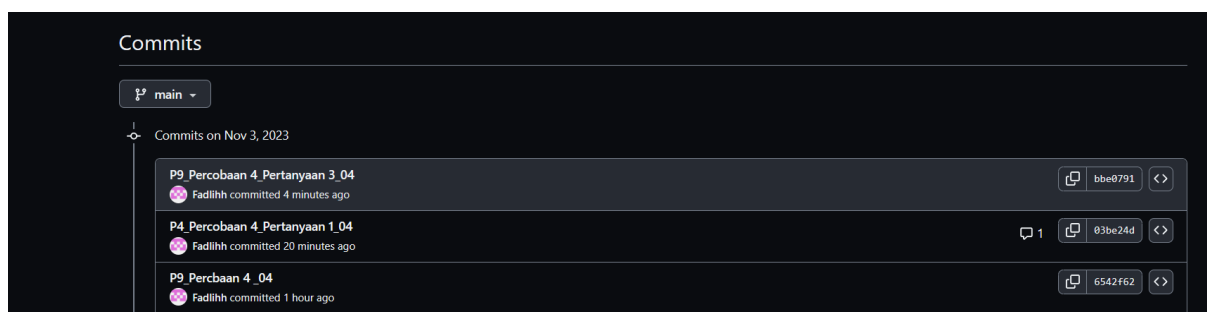 Commits
main
Commits on Nov 3, 2023
P9_Percobaan 4_Pertanyaan 3_04
bbe0791
Fadlihh committed 4 minutes ago
P4_Percobaan 4_Pertanyaan 1_04
1
03be24d
Fadlihh committed 20 minutes ago
P9_Percbaan 4 _04
6542f62
Fadlihh committed 1 hour ago